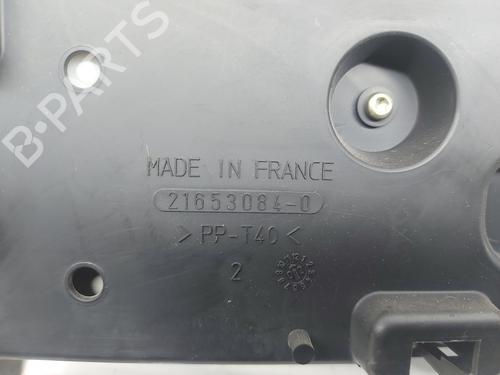 B-PARTS
MADE IN FRANCE
21653084-0
>PP-T40<
2